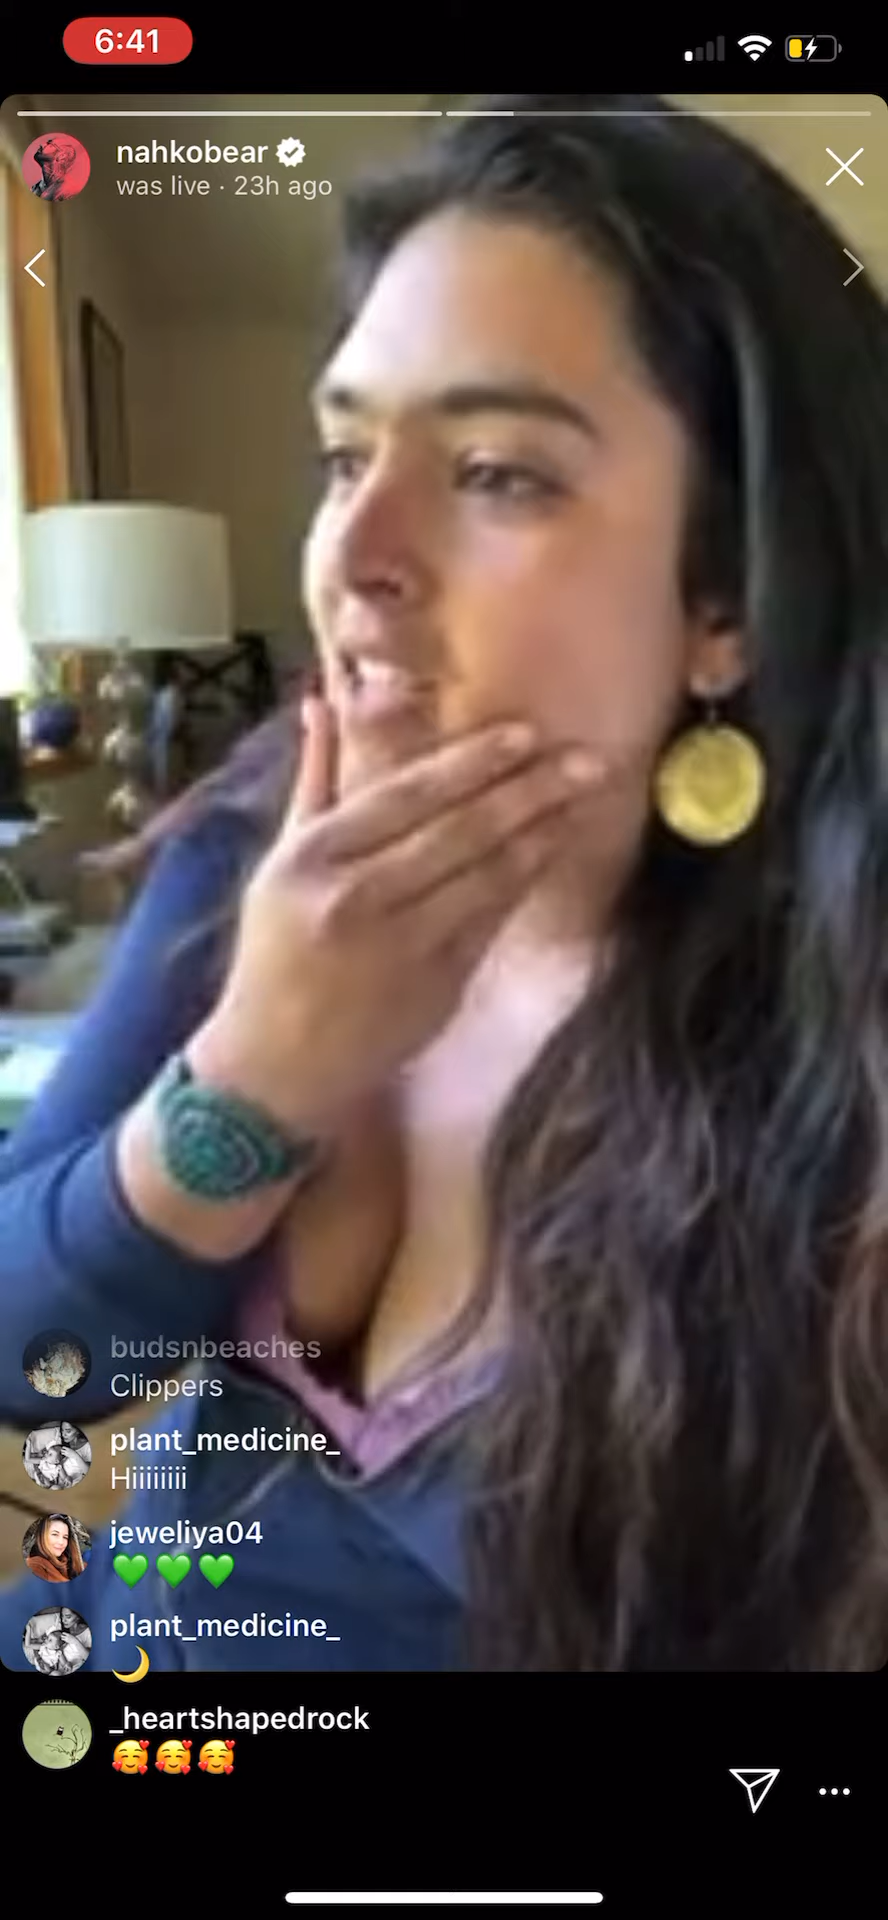 6:41
nahkobear
was live · 23h ago
budsnbeaches
Clippers
plant_medicine_
Hiiiiiiii
jeweliya04
💚💚💚
plant_medicine_
🌙
_heartshapedrock
🥰🥰🥰